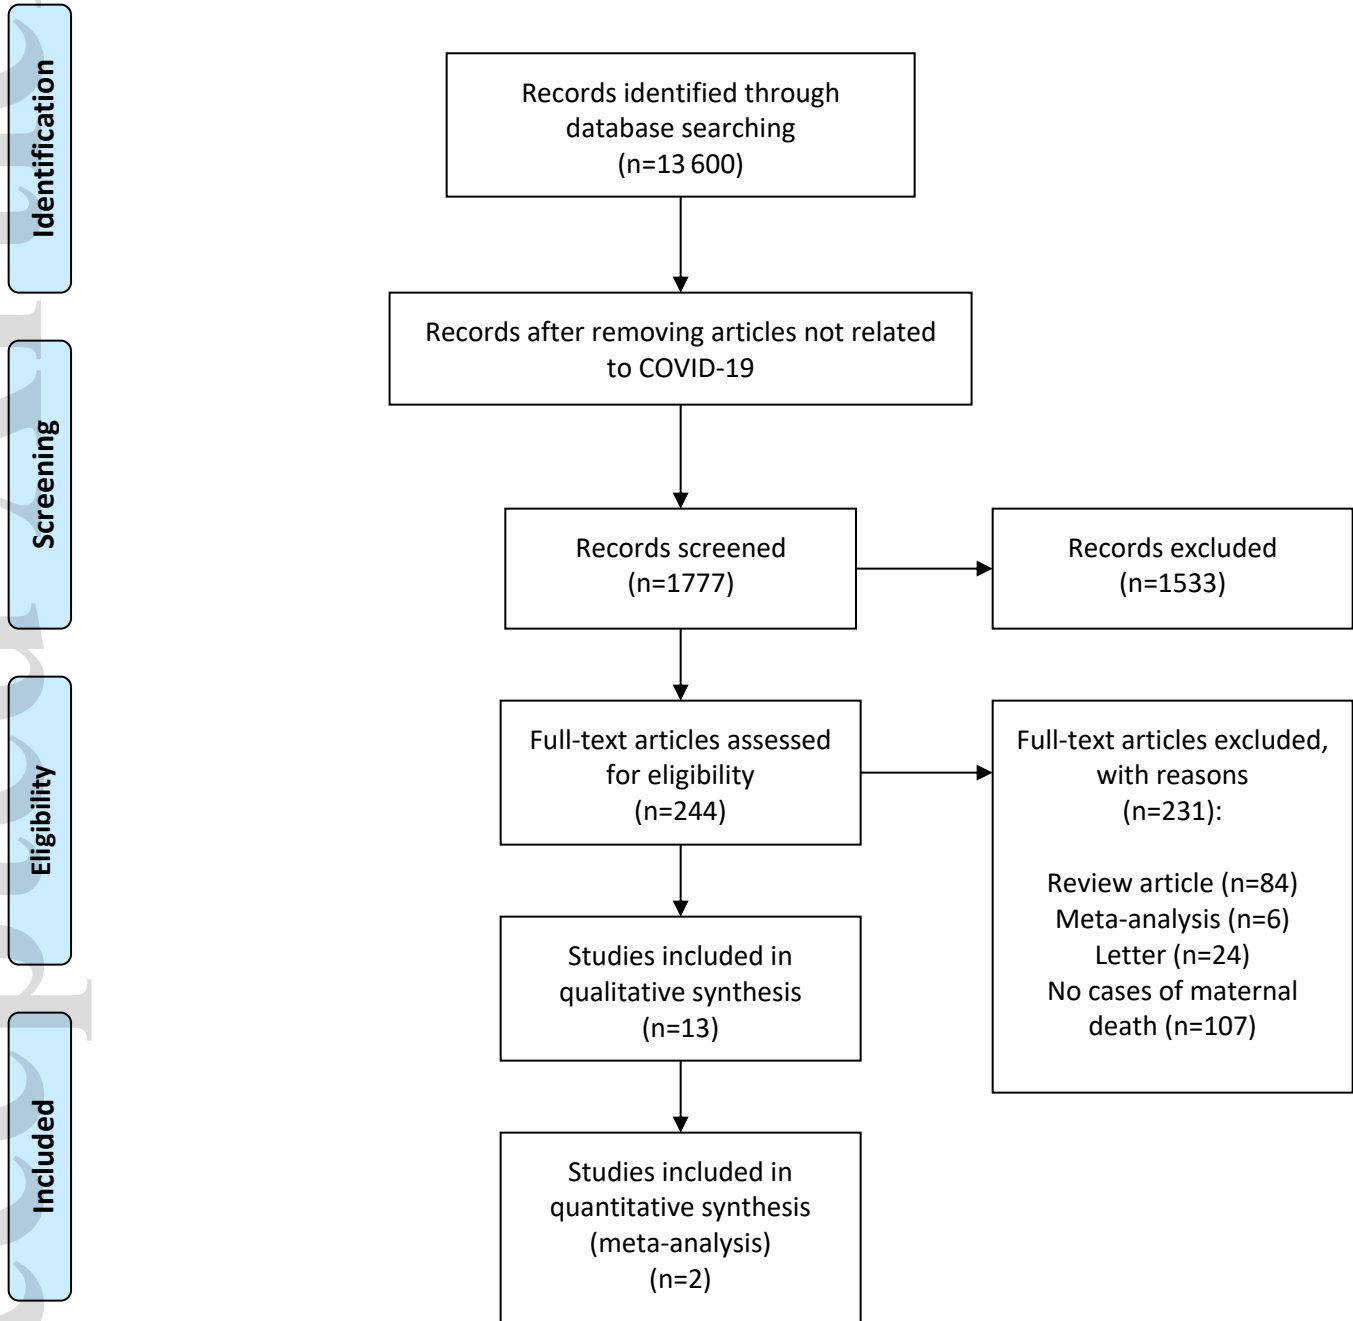 Identification
Records identified through
database searching
(n=13 600)
Records after removing articles not related
to COVID-19
Screening
Records screened
(n=1777)
Records excluded
(n=1533)
Eligibility
Full-text articles assessed
for eligibility
(n=244)
Full-text articles excluded,
with reasons
(n=231):
Review article (n=84)
Meta-analysis (n=6)
Letter (n=24)
No cases of maternal
death (n=107)
Studies included in
qualitative synthesis
(n=13)
Included
Studies included in
quantitative synthesis
(meta-analysis)
(n=2)